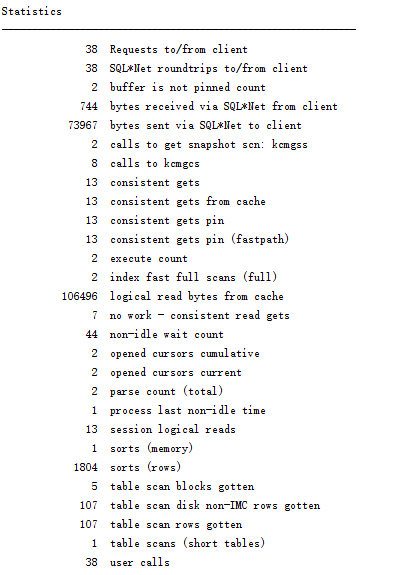 Statistics
-----------------------------------------------------------
38 Requests to/from client
38 SQL*Net roundtrips to/from client
2 buffer is not pinned count
744 bytes received via SQL*Net from client
73967 bytes sent via SQL*Net to client
2 calls to get snapshot scn: kcmgss
8 calls to kcmgcs
13 consistent gets
13 consistent gets from cache
13 consistent gets pin
13 consistent gets pin (fastpath)
2 execute count
2 index fast full scans (full)
106496 logical read bytes from cache
7 no work - consistent read gets
44 non-idle wait count
2 opened cursors cumulative
2 opened cursors current
2 parse count (total)
1 process last non-idle time
13 session logical reads
1 sorts (memory)
1804 sorts (rows)
5 table scan blocks gotten
107 table scan disk non-IMC rows gotten
107 table scan rows gotten
1 table scans (short tables)
38 user calls